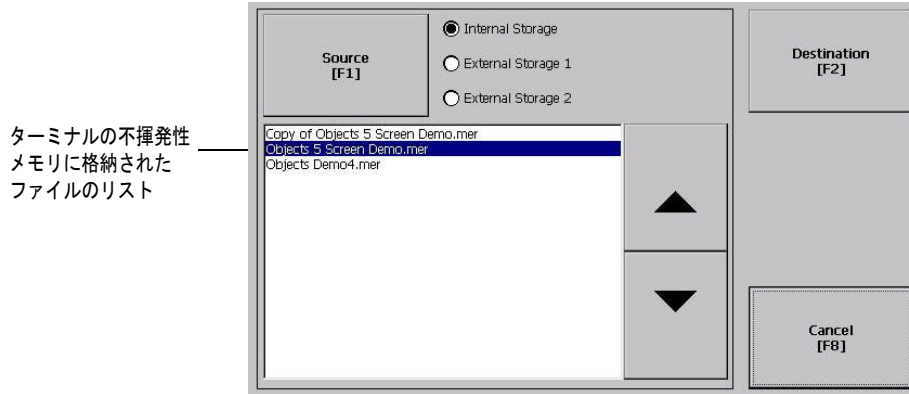 ターミナルの不揮発性
メモリに格納された
ファイルのリスト
Source
[F1]
Internal Storage
External Storage 1
External Storage 2
Copy of Objects 5 Screen Demo.mer
Objects 5 Screen Demo.mer
Objects Demo4.mer
Destination
[F2]
Cancel
[F8]